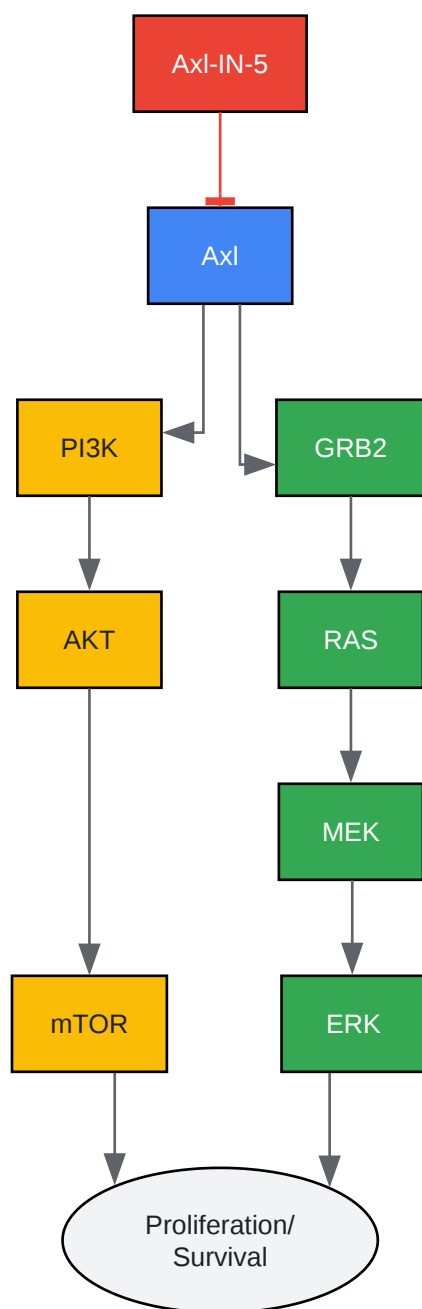 Axl-IN-5
Axl
PI3K
GRB2
AKT
RAS
MEK
mTOR
ERK
Proliferation/
Survival